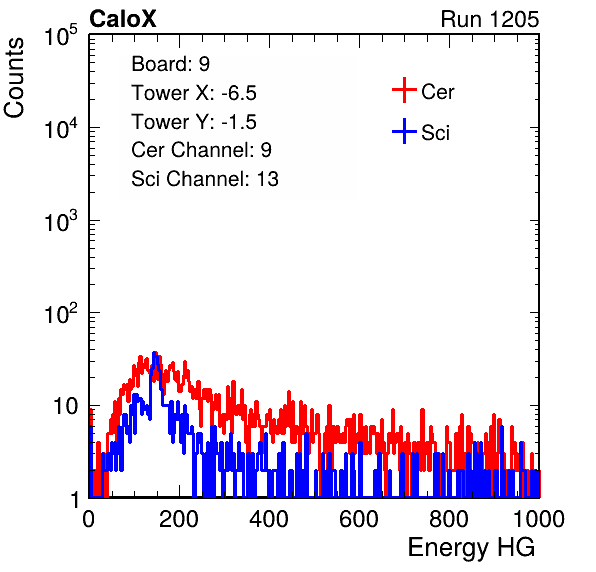 CaloX Run 1205
10^5
Counts
Board: 9
Tower X: -6.5
Tower Y: -1.5
Cer Channel: 9
Sci Channel: 13
Cer
Sci
10^4
10^3
10^2
10
1
0 200 400 600 800 1000
Energy HG